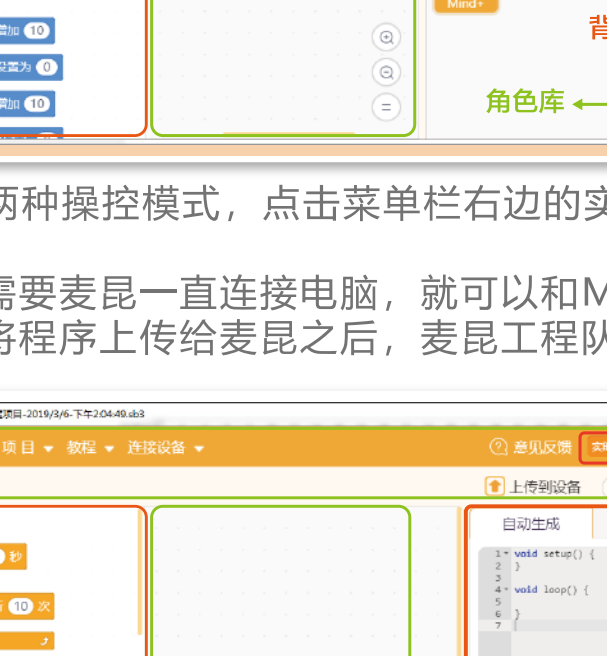 Mind+
增加 10
设置为 0
增加 10
角色库
两种操控模式，点击菜单栏右边的实
需要麦昆一直连接电脑，就可以和M
将程序上传给麦昆之后，麦昆工程队
项目-2019/3/6-下午2:04:49.sb3
项目 教程 连接设备 意见反馈
上传到设备
自动生成
秒
10 次
1 void setup() {
2 }
3
4 void loop() {
5
6 }
7